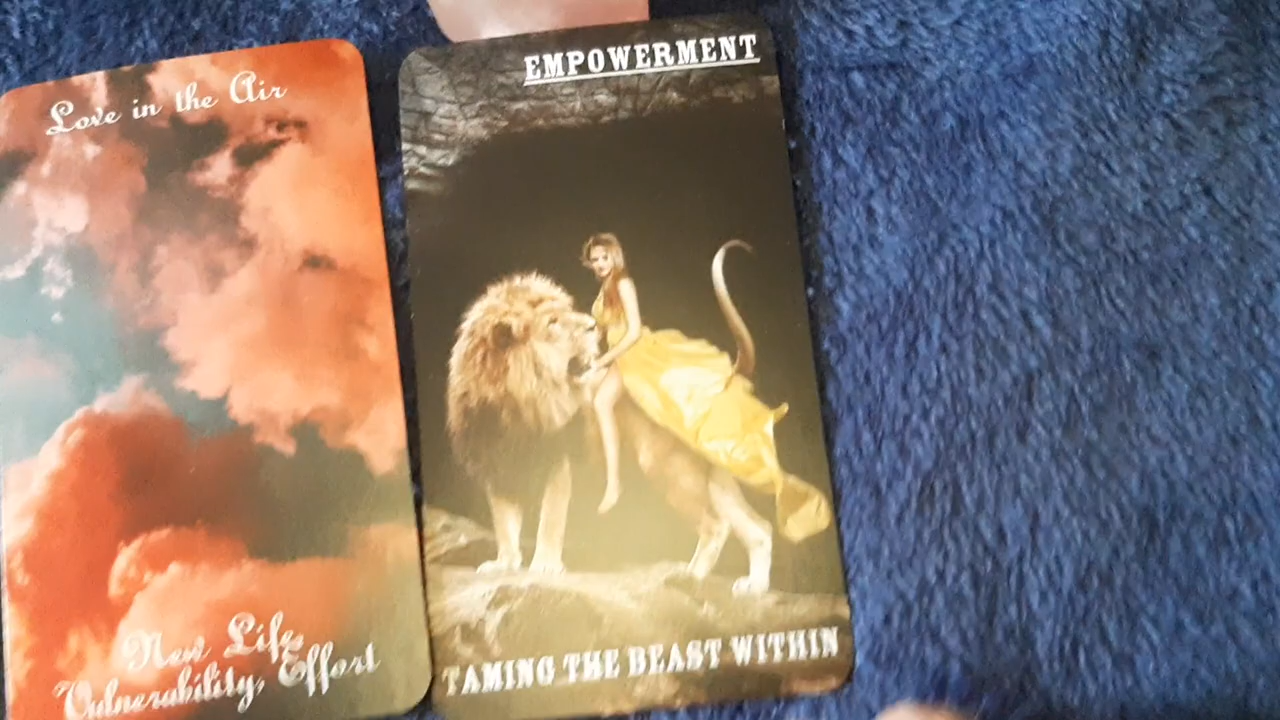 Love in the Air
New Life,
Vulnerability, Effort
EMPOWERMENT
TAMING THE BEAST WITHIN